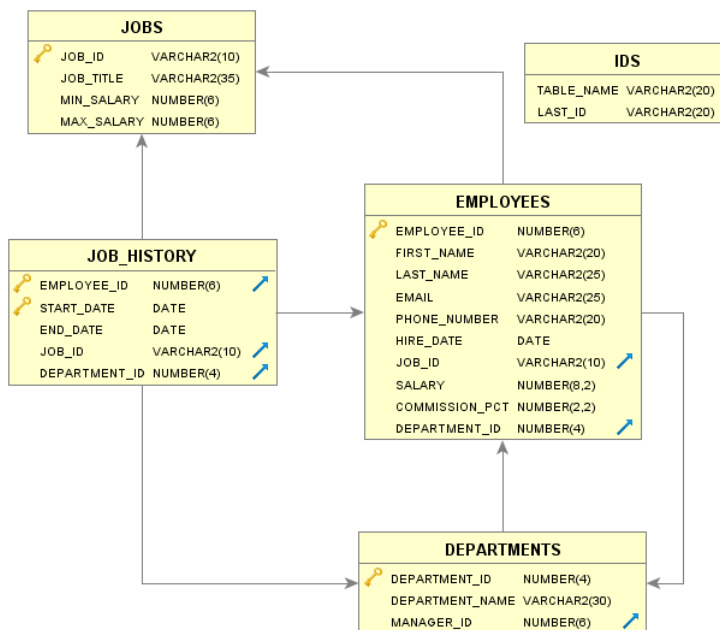 JOBS
JOB_ID VARCHAR2(10)
JOB_TITLE VARCHAR2(35)
MIN_SALARY NUMBER(6)
MAX_SALARY NUMBER(6)
IDS
TABLE_NAME VARCHAR2(20)
LAST_ID VARCHAR2(20)
EMPLOYEES
EMPLOYEE_ID NUMBER(6)
FIRST_NAME VARCHAR2(20)
LAST_NAME VARCHAR2(25)
EMAIL VARCHAR2(25)
PHONE_NUMBER VARCHAR2(20)
HIRE_DATE DATE
JOB_ID VARCHAR2(10)
SALARY NUMBER(8,2)
COMMISSION_PCT NUMBER(2,2)
DEPARTMENT_ID NUMBER(4)
JOB_HISTORY
EMPLOYEE_ID NUMBER(6)
START_DATE DATE
END_DATE DATE
JOB_ID VARCHAR2(10)
DEPARTMENT_ID NUMBER(4)
DEPARTMENTS
DEPARTMENT_ID NUMBER(4)
DEPARTMENT_NAME VARCHAR2(30)
MANAGER_ID NUMBER(6)